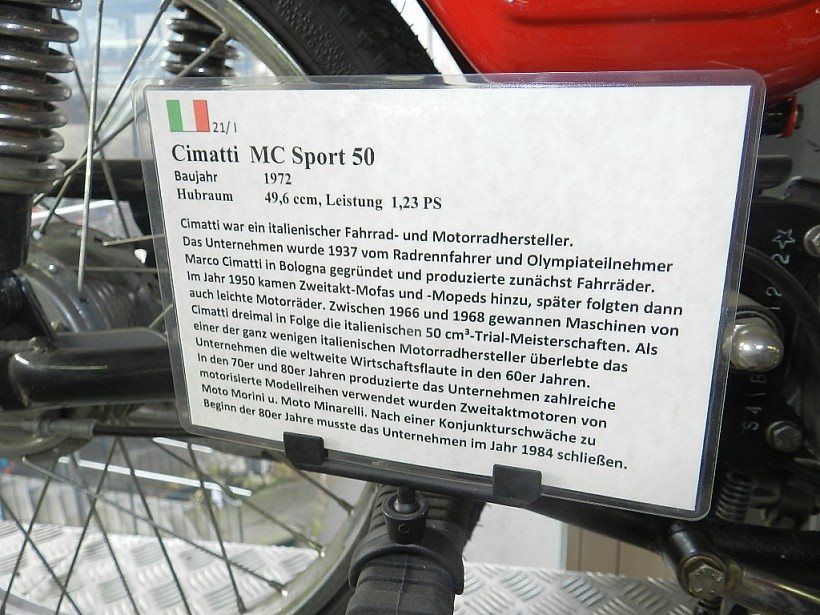 21/ I
Cimatti MC Sport 50
Baujahr 1972
Hubraum 49,6 ccm, Leistung 1,23 PS
Cimatti war ein italienischer Fahrrad- und Motorradhersteller.
Das Unternehmen wurde 1937 vom Radrennfahrer und Olympiateilnehmer
Marco Cimatti in Bologna gegründet und produzierte zunächst Fahrräder.
Im Jahr 1950 kamen Zweitakt-Mofas und -Mopeds hinzu, später folgten dann
auch leichte Motorräder. Zwischen 1966 und 1968 gewannen Maschinen von
Cimatti dreimal in Folge die italienischen 50 cm³-Trial-Meisterschaften. Als
einer der ganz wenigen italienischen Motorradhersteller überlebte das
Unternehmen die weltweite Wirtschaftsflaute in den 60er Jahren.
In den 70er und 80er Jahren produzierte das Unternehmen zahlreiche
motorisierte Modellreihen verwendet wurden Zweitaktmotoren von
Moto Morini u. Moto Minarelli. Nach einer Konjunkturschwäche zu
Beginn der 80er Jahre musste das Unternehmen im Jahr 1984 schließen.